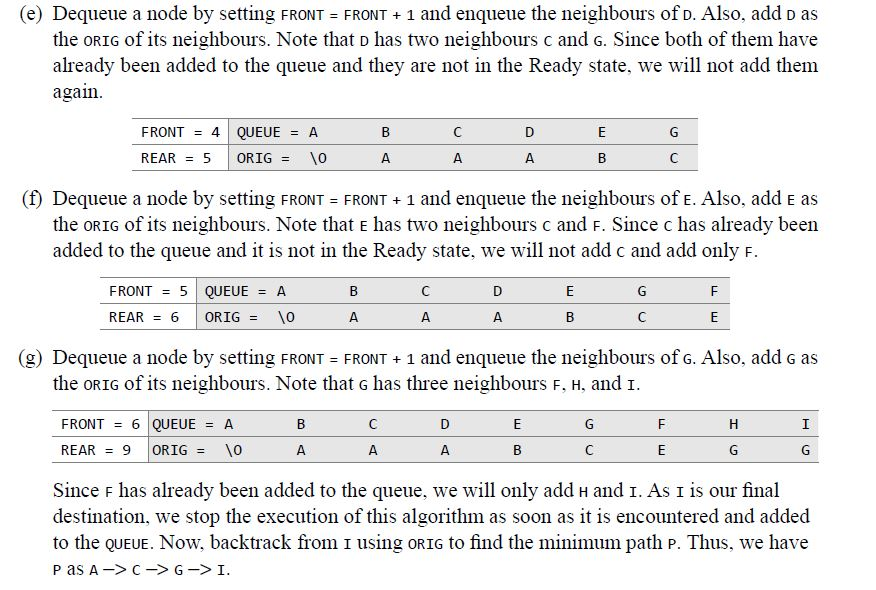 (e) Dequeue a node by setting FRONT = FRONT + 1 and enqueue the neighbours of D. Also, add D as
the ORIG of its neighbours. Note that D has two neighbours C and G. Since both of them have
already been added to the queue and they are not in the Ready state, we will not add them
again.
FRONT = 4 QUEUE = A B C D E G
REAR = 5 ORIG = \0 A A A B C
(f) Dequeue a node by setting FRONT = FRONT + 1 and enqueue the neighbours of E. Also, add E as
the ORIG of its neighbours. Note that E has two neighbours C and F. Since C has already been
added to the queue and it is not in the Ready state, we will not add C and add only F.
FRONT = 5 QUEUE = A B C D E G F
REAR = 6 ORIG = \0 A A A B C E
(g) Dequeue a node by setting FRONT = FRONT + 1 and enqueue the neighbours of G. Also, add G as
the ORIG of its neighbours. Note that G has three neighbours F, H, and I.
FRONT = 6 QUEUE = A B C D E G F H I
REAR = 9 ORIG = \0 A A A B C E G G
Since F has already been added to the queue, we will only add H and I. As I is our final
destination, we stop the execution of this algorithm as soon as it is encountered and added
to the QUEUE. Now, backtrack from I using ORIG to find the minimum path P. Thus, we have
P as A –> C –> G –> I.